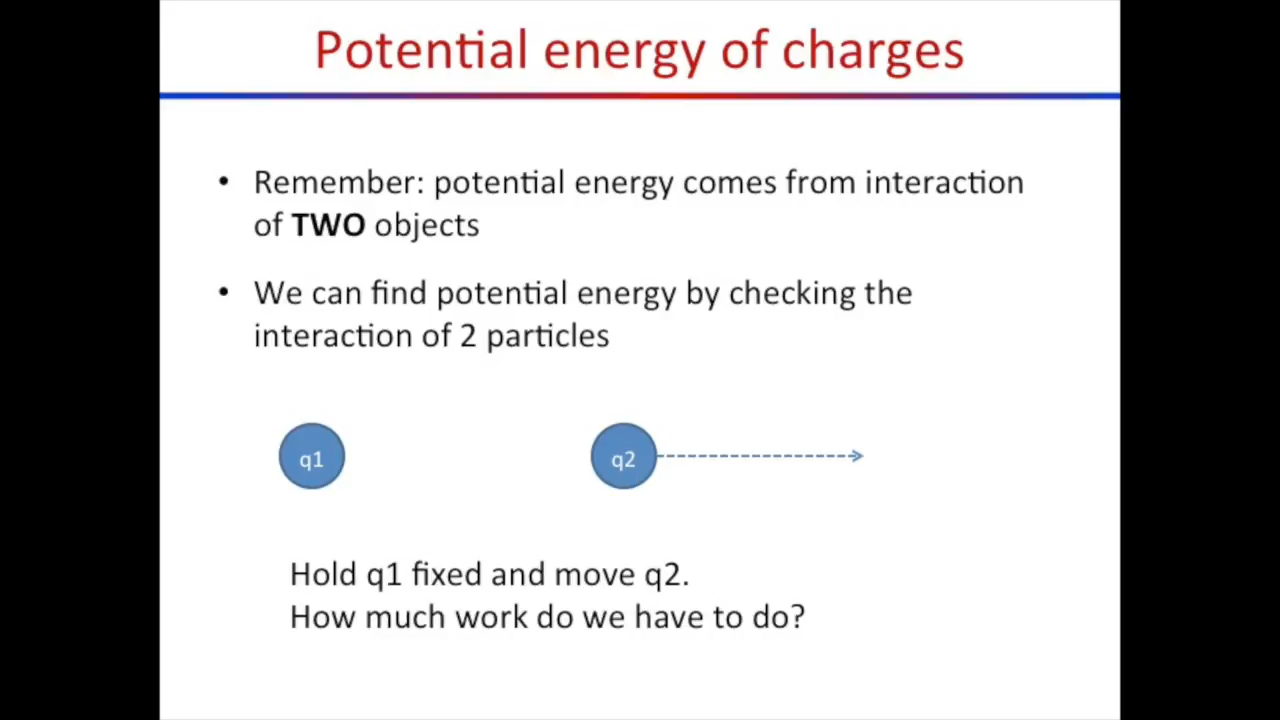 Potential energy of charges
• Remember: potential energy comes from interaction
of TWO objects
• We can find potential energy by checking the
interaction of 2 particles
q1
q2
Hold q1 fixed and move q2.
How much work do we have to do?